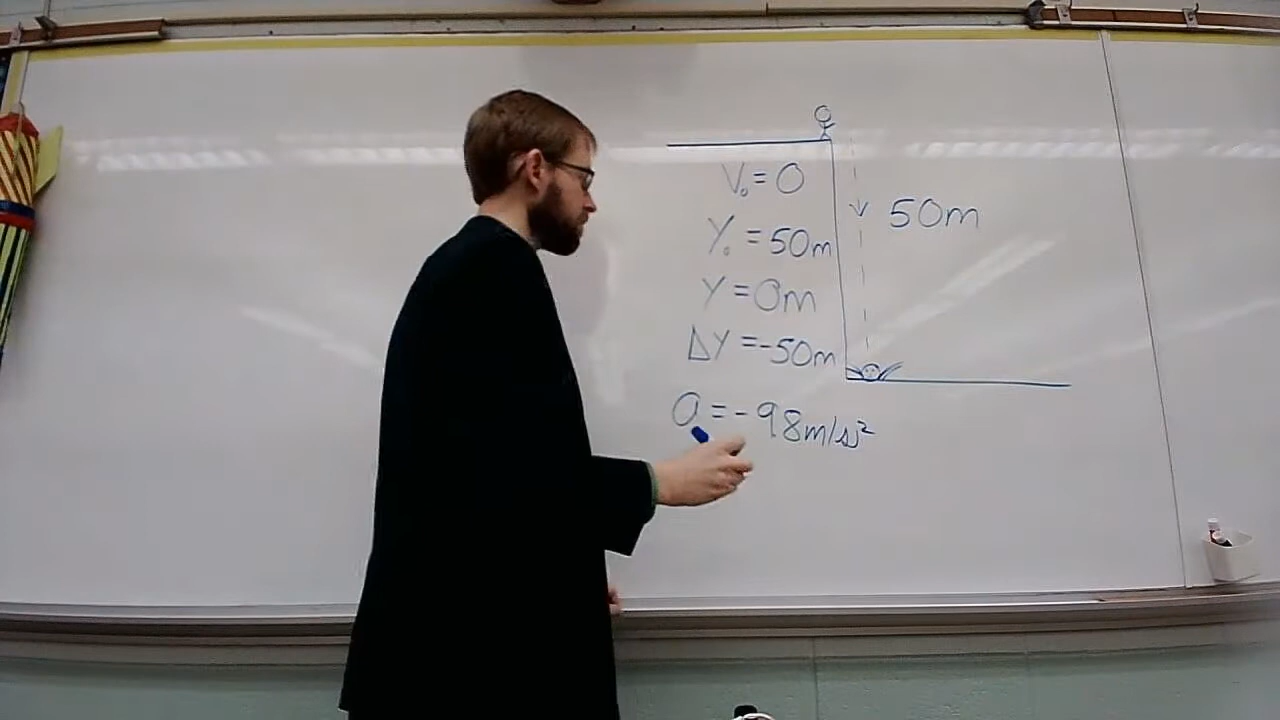 V₀ = 0
50m
Y₀ = 50m
Y = 0m
ΔY = -50m
a = -9.8m/s²